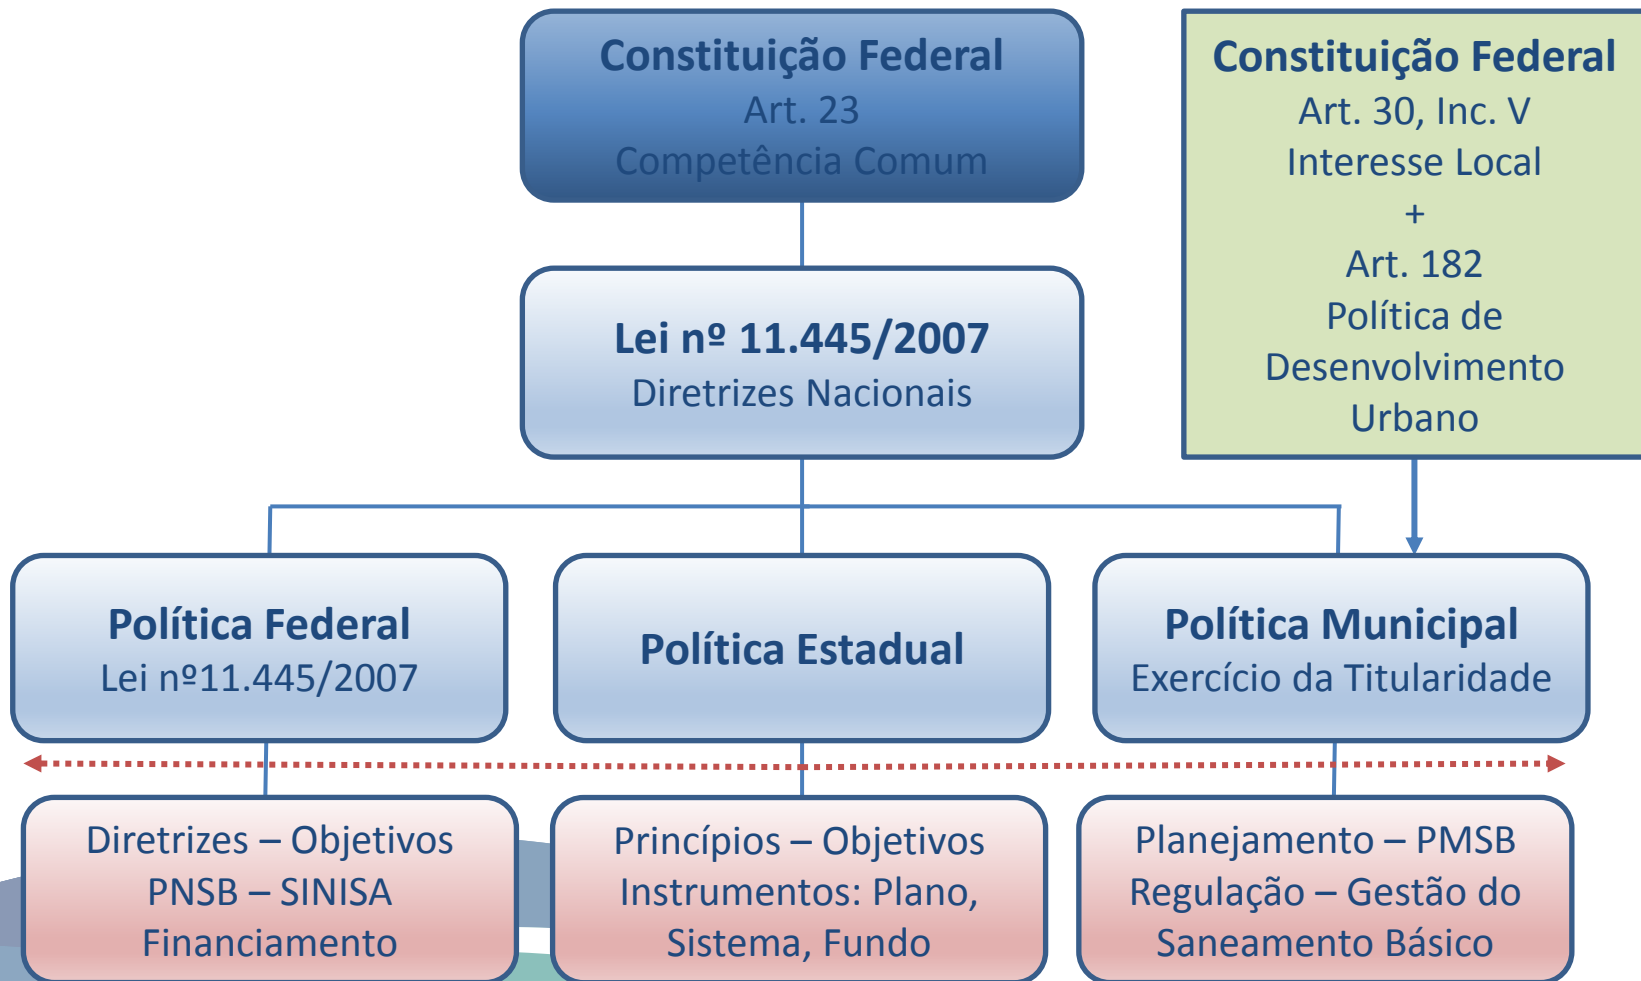 Constituição Federal
Art. 23
Competência Comum
Constituição Federal
Art. 30, Inc. V
Interesse Local
+
Art. 182
Política de
Desenvolvimento
Urbano
Lei nº 11.445/2007
Diretrizes Nacionais
Política Federal
Lei nº11.445/2007
Política Estadual
Política Municipal
Exercício da Titularidade
Diretrizes – Objetivos
PNSB – SINISA
Financiamento
Princípios – Objetivos
Instrumentos: Plano,
Sistema, Fundo
Planejamento – PMSB
Regulação – Gestão do
Saneamento Básico